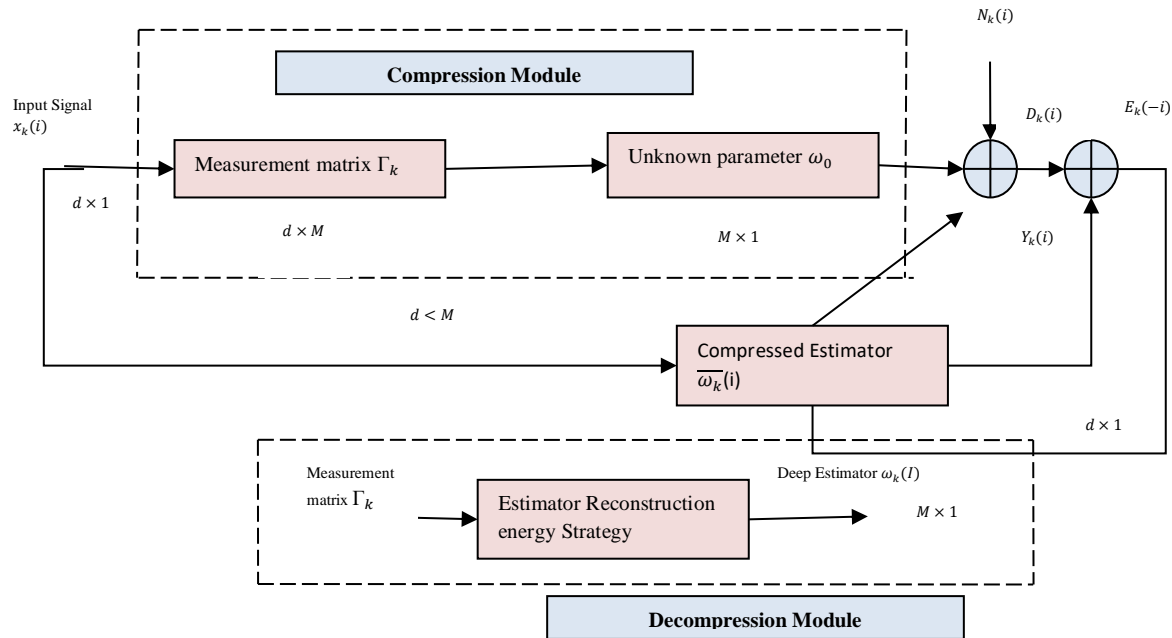 N_k(i)
Compression Module
Input Signal
x_k(i)
D_k(i)
E_k(-i)
Measurement matrix Γ_k
Unknown parameter ω_0
d × 1
d × M
M × 1
Y_k(i)
d < M
Compressed Estimator
\overline{ω_k}(i)
d × 1
Measurement
matrix Γ_k
Deep Estimator ω_k(I)
Estimator Reconstruction
energy Strategy
M × 1
Decompression Module